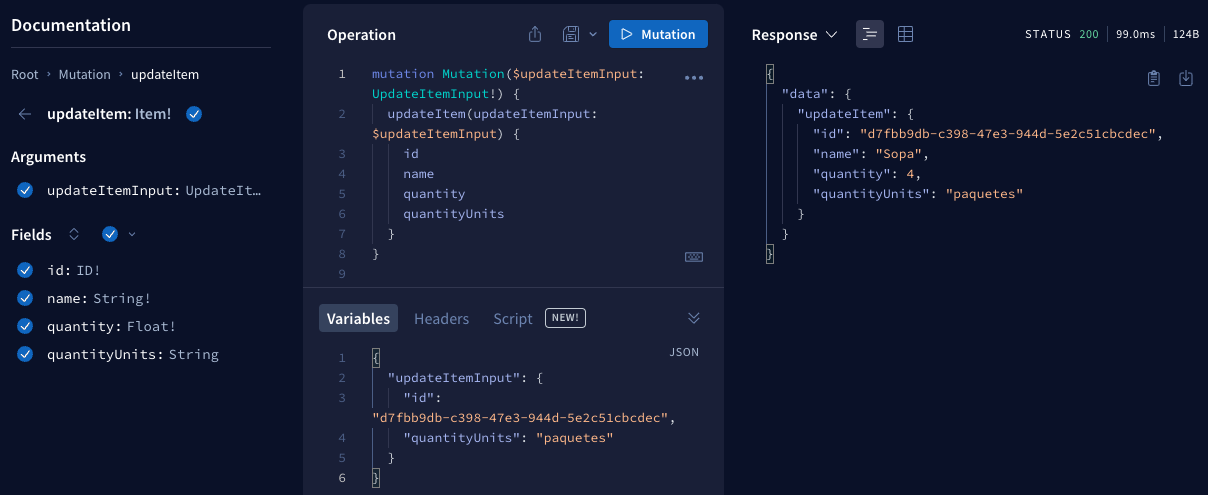 Documentation
Root › Mutation › updateItem
updateItem: Item!
Arguments
updateItemInput: UpdateIt…
Fields
id: ID!
name: String!
quantity: Float!
quantityUnits: String
Operation
Mutation
1 mutation Mutation($updateItemInput:
UpdateItemInput!) {
2 updateItem(updateItemInput:
$updateItemInput) {
3 id
4 name
5 quantity
6 quantityUnits
7 }
8 }
9
Variables Headers Script NEW!
JSON
1 {
2 "updateItemInput": {
3 "id":
"d7fbb9db-c398-47e3-944d-5e2c51cbcdec",
4 "quantityUnits": "paquetes"
5 }
6 }
Response
STATUS 200 99.0ms 124B
{
"data": {
"updateItem": {
"id": "d7fbb9db-c398-47e3-944d-5e2c51cbcdec",
"name": "Sopa",
"quantity": 4,
"quantityUnits": "paquetes"
}
}
}